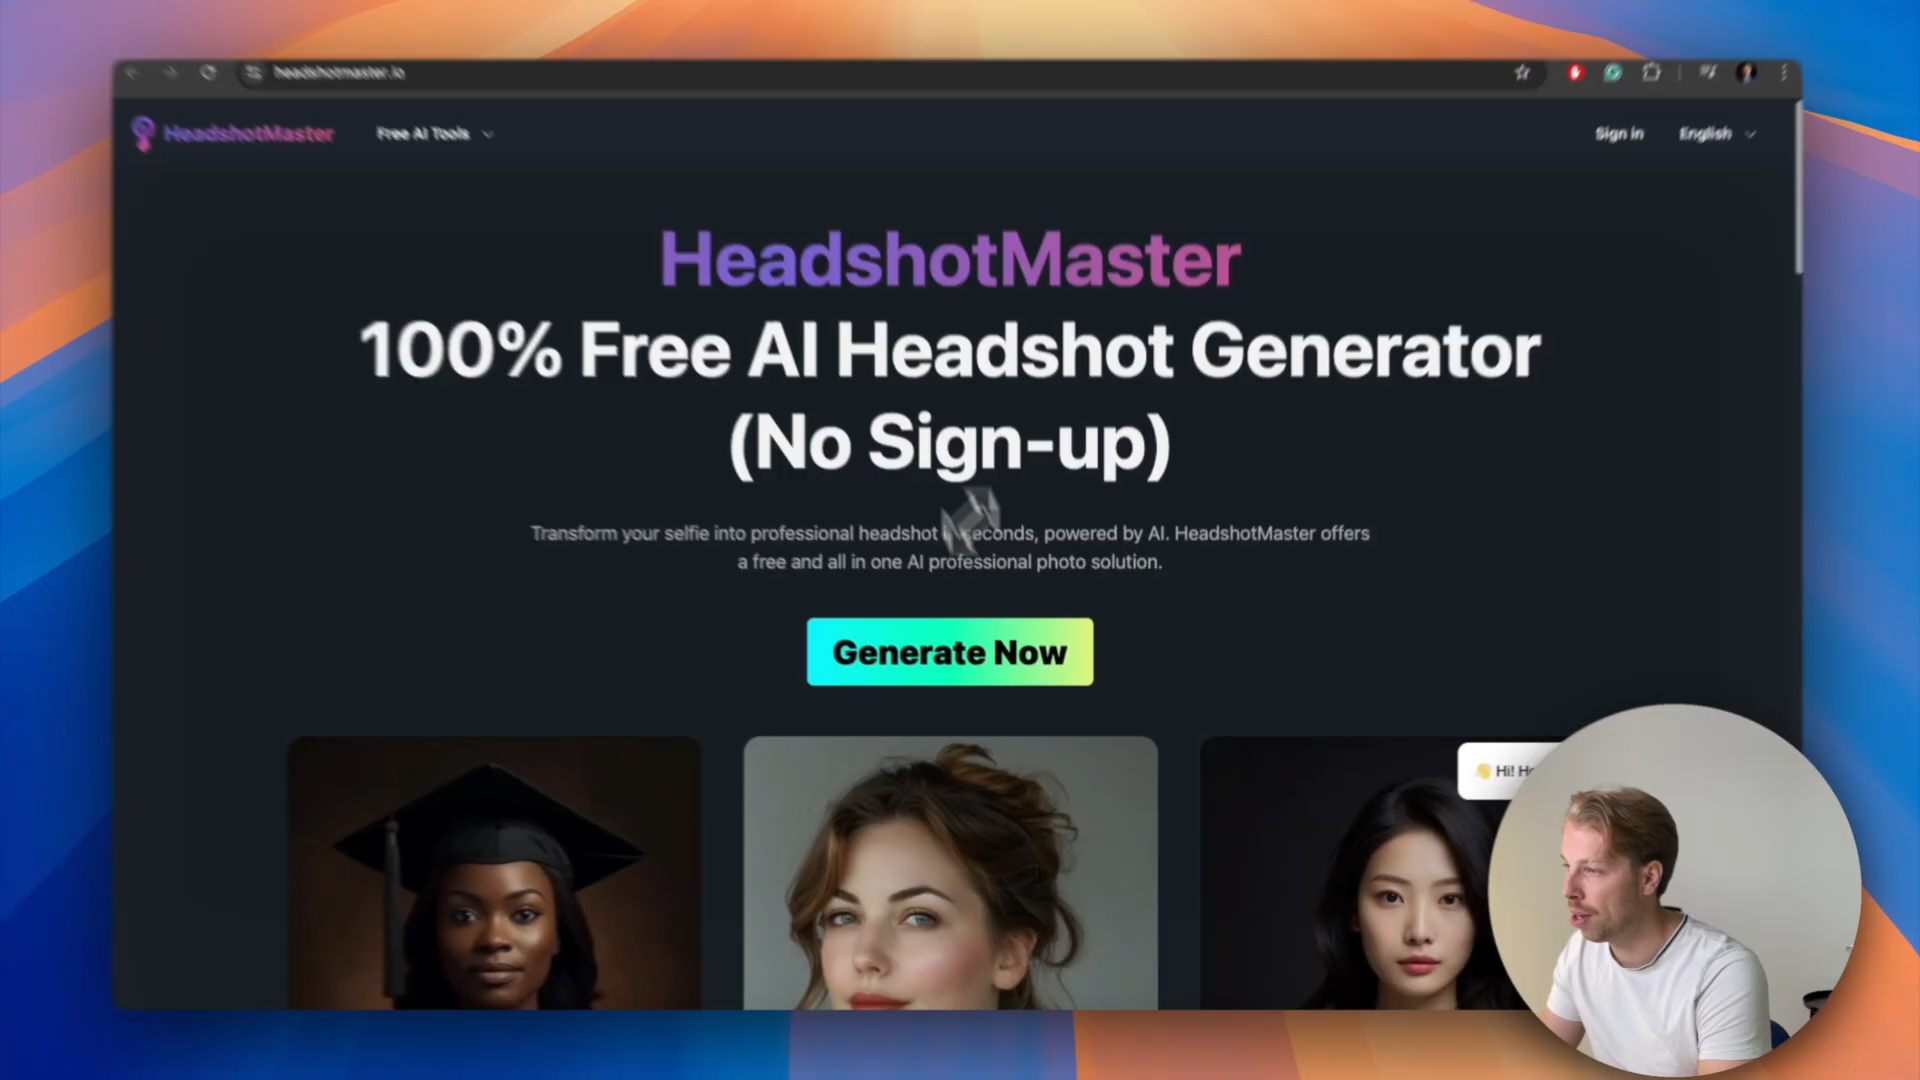 headshotmaster.io
HeadshotMaster
Free AI Tools
Sign in
English
HeadshotMaster
100% Free AI Headshot Generator
(No Sign-up)
Transform your selfie into professional headshot seconds, powered by AI. HeadshotMaster offers
a free and all in one AI professional photo solution.
Generate Now
Hi!